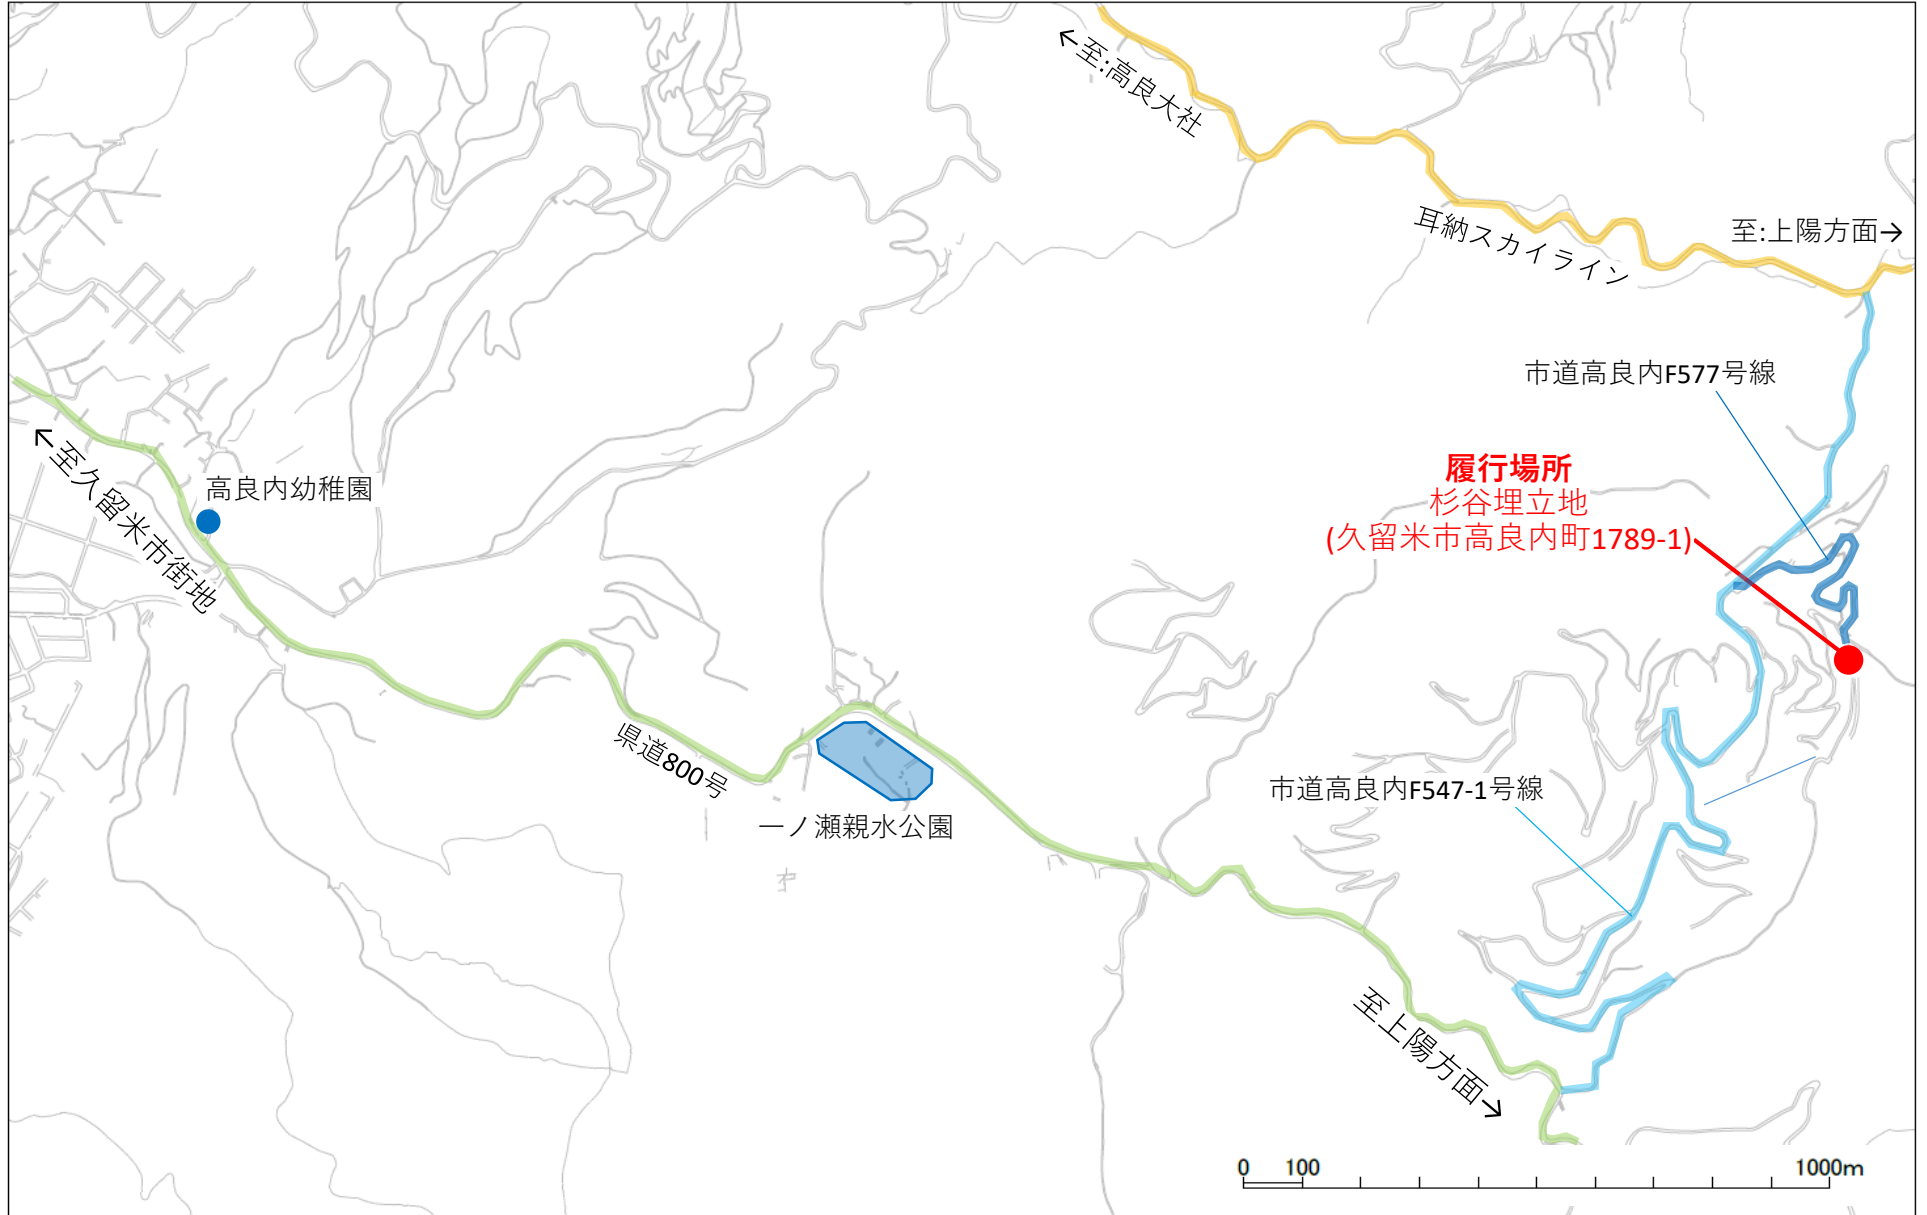 ←至:高良大社
耳納スカイライン
至:上陽方面→
市道高良内F577号線
履行場所
杉谷埋立地
(久留米市高良内町1789-1)
←至久留米市街地
高良内幼稚園
県道800号
一ノ瀬親水公園
市道高良内F547-1号線
至上陽方面→
0 100 1000m